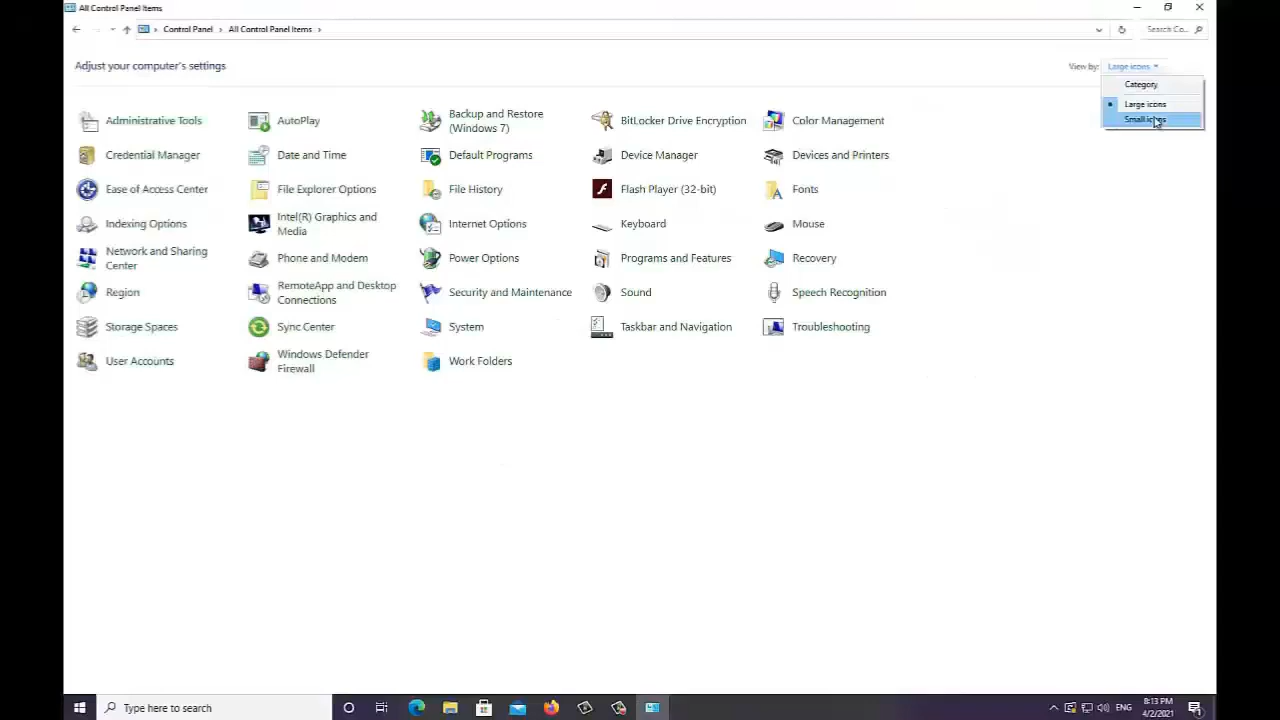 All Control Panel Items
Control Panel > All Control Panel Items >
Search Co...
Adjust your computer's settings
View by: Large icons
Category
Large icons
Small icons
Administrative Tools
AutoPlay
Backup and Restore
(Windows 7)
BitLocker Drive Encryption
Color Management
Credential Manager
Date and Time
Default Programs
Device Manager
Devices and Printers
Ease of Access Center
File Explorer Options
File History
Flash Player (32-bit)
Fonts
Indexing Options
Intel(R) Graphics and
Media
Internet Options
Keyboard
Mouse
Network and Sharing
Center
Phone and Modem
Power Options
Programs and Features
Recovery
Region
RemoteApp and Desktop
Connections
Security and Maintenance
Sound
Speech Recognition
Storage Spaces
Sync Center
System
Taskbar and Navigation
Troubleshooting
User Accounts
Windows Defender
Firewall
Work Folders
Type here to search
ENG
8:13 PM
4/2/2021
1